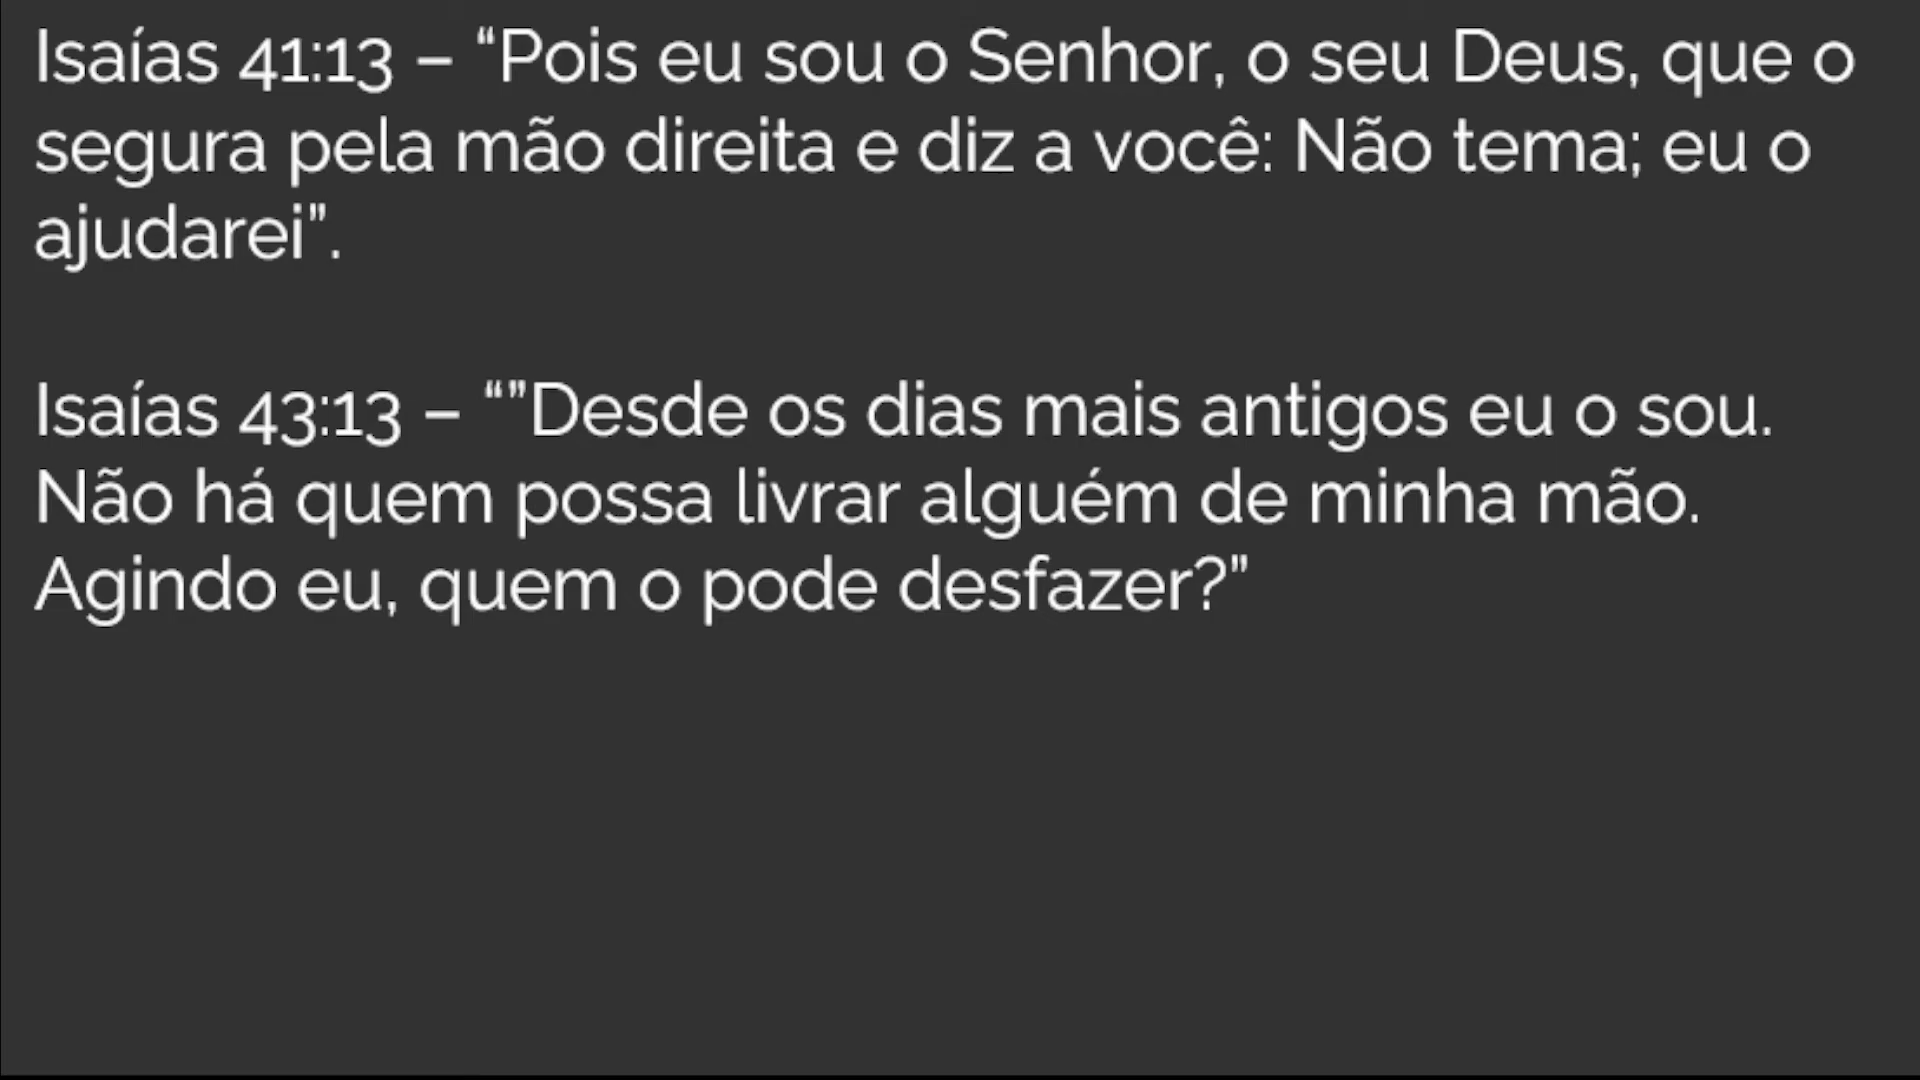 Isaías 41:13 – “Pois eu sou o Senhor, o seu Deus, que o
segura pela mão direita e diz a você: Não tema; eu o
ajudarei”.
Isaías 43:13 – “”Desde os dias mais antigos eu o sou.
Não há quem possa livrar alguém de minha mão.
Agindo eu, quem o pode desfazer?”